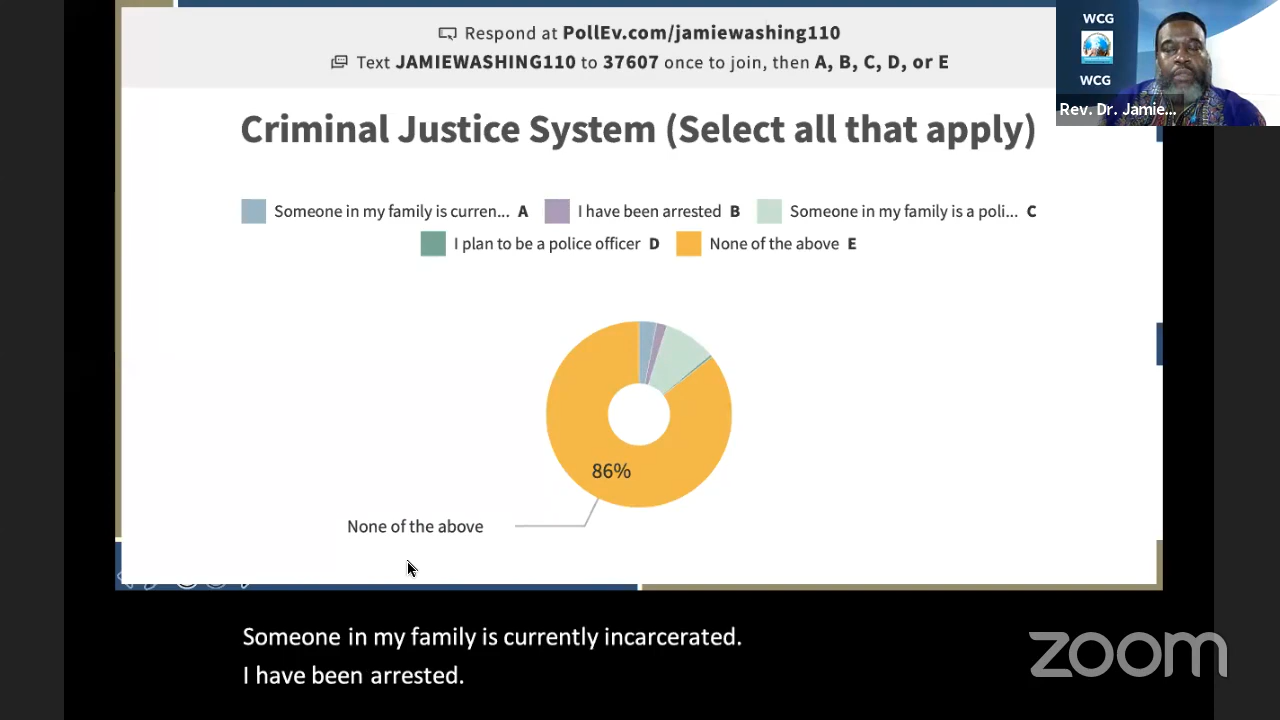 Respond at PollEv.com/jamiewashing110
Text JAMIEWASHING110 to 37607 once to join, then A, B, C, D, or E
WCG
WCG
Rev. Dr. Jamie...
Criminal Justice System (Select all that apply)
Someone in my family is curren... A I have been arrested B Someone in my family is a poli... C
I plan to be a police officer D None of the above E
86%
None of the above
Someone in my family is currently incarcerated.
I have been arrested.
zoom